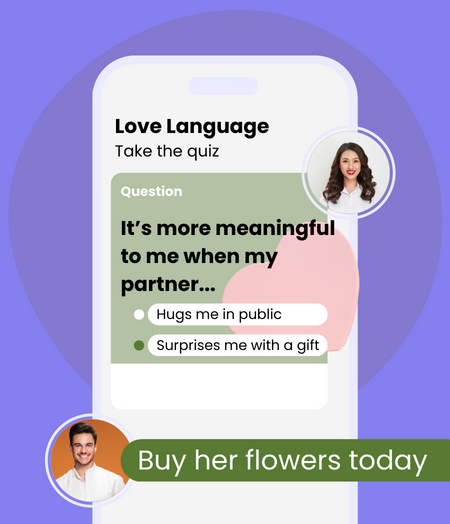 Love Language
Take the quiz
Question
It’s more meaningful
to me when my
partner...
Hugs me in public
Surprises me with a gift
Buy her flowers today